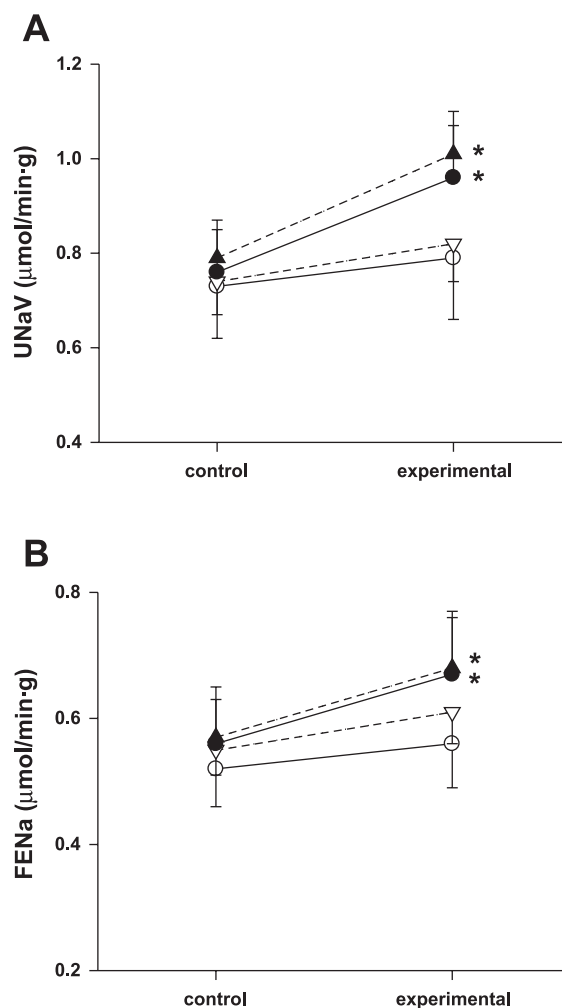 A
1.2
1.0
0.8
0.6
0.4
UNaV (μmol/min·g)
*
*
control
experimental
B
0.8
0.6
0.4
0.2
FENa (μmol/min·g)
*
*
control
experimental